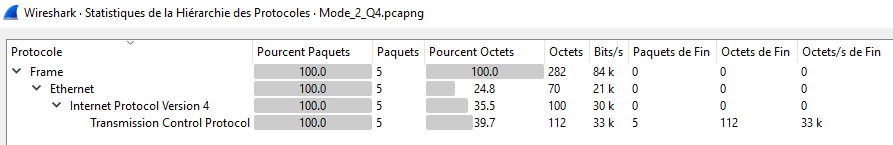 Wireshark · Statistiques de la Hiérarchie des Protocoles · Mode_2_Q4.pcapng
Protocole Pourcent Paquets Paquets Pourcent Octets Octets Bits/s Paquets de Fin Octets de Fin Octets/s de Fin
Frame 100.0 5 100.0 282 84 k 0 0 0
Ethernet 100.0 5 24.8 70 21 k 0 0 0
Internet Protocol Version 4 100.0 5 35.5 100 30 k 0 0 0
Transmission Control Protocol 100.0 5 39.7 112 33 k 5 112 33 k